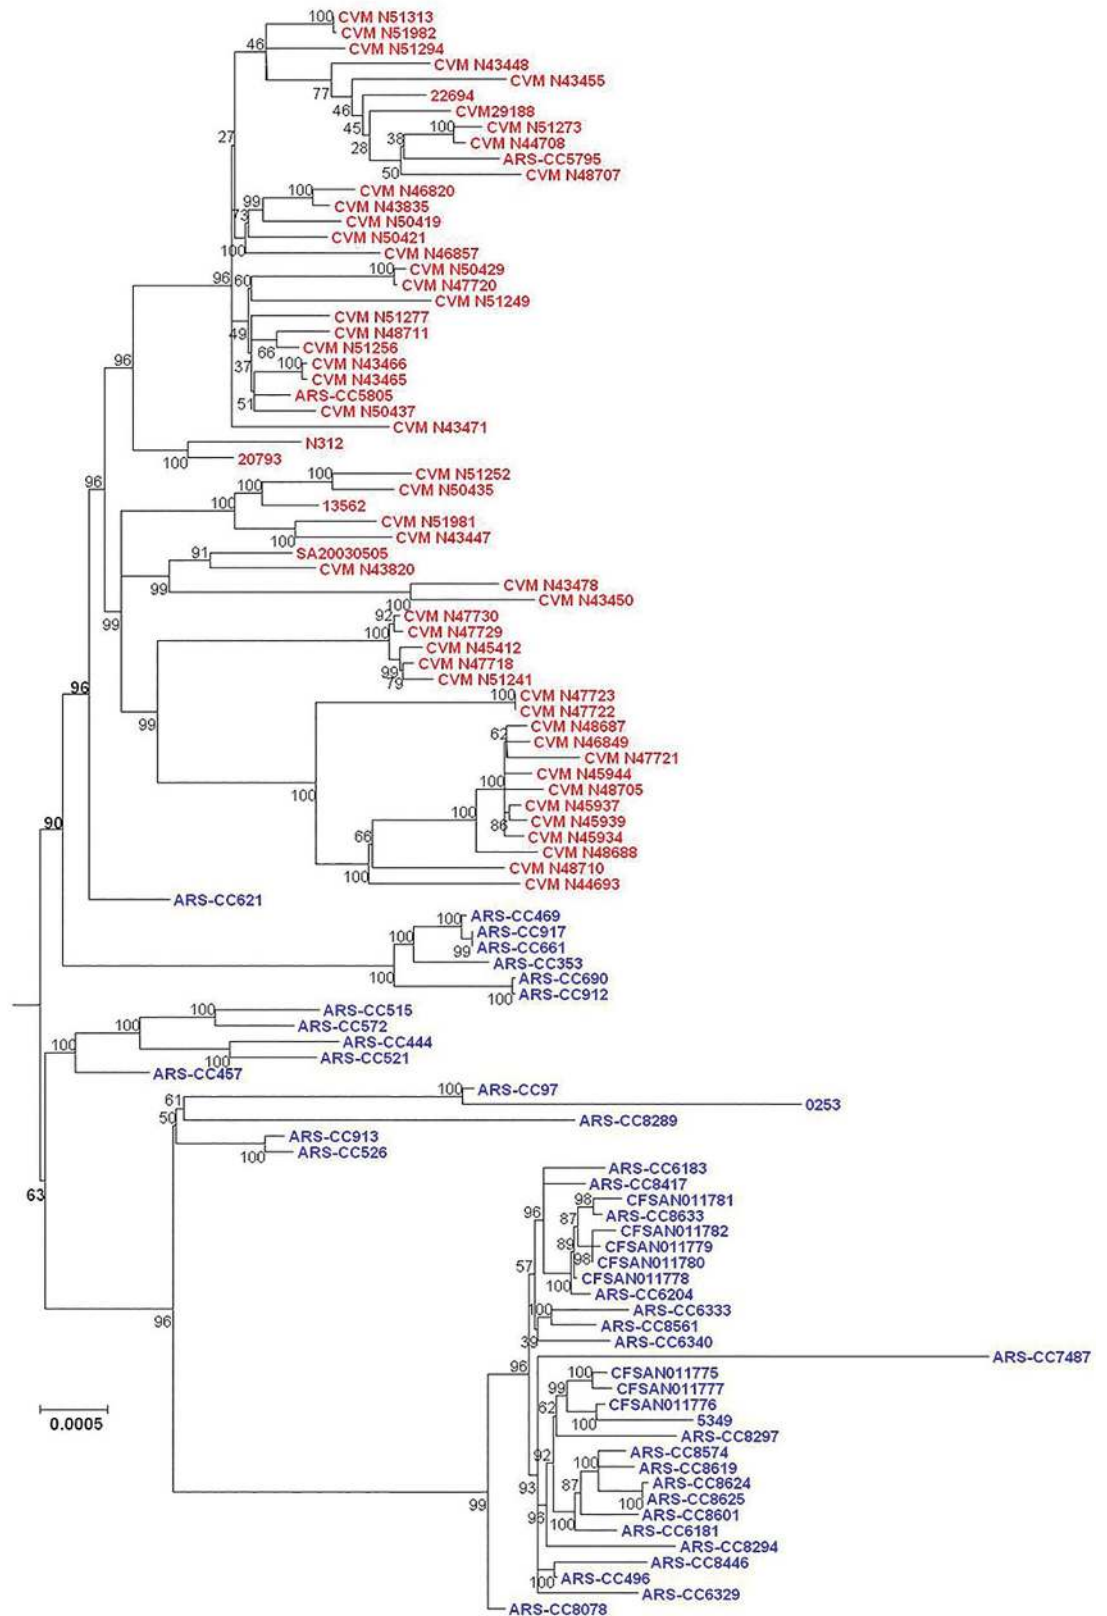 100 CVM N51313
CVM N51982
46 CVM N51294
CVM N43448
CVM N43455
77 22694
46 CVM29188
45 100 CVM N51273
27 38 CVM N44708
28 ARS-CC5795
50 CVM N48707
100 CVM N46820
99 CVM N43835
73 CVM N50419
CVM N50421
100 CVM N46857
100 CVM N50429
96 60 CVM N47720
CVM N51249
CVM N51277
49 CVM N48711
66 CVM N51256
37 100 CVM N43466
CVM N43465
96 ARS-CC5805
51 CVM N50437
CVM N43471
N312
100 20793
100 CVM N51252
96 100 CVM N50435
100 13562
CVM N51981
100 CVM N43447
91 SA20030505
CVM N43820
99 CVM N43478
CVM N43450
100
92 CVM N47730
99 100 CVM N47729
CVM N45412
99 CVM N47718
79 CVM N51241
96 100 CVM N47723
CVM N47722
99 CVM N48687
62 CVM N46849
CVM N47721
CVM N45944
100 CVM N48705
100 CVM N45937
100 CVM N45939
86 CVM N45934
90 66 CVM N48688
CVM N48710
100 CVM N44693
ARS-CC621
100 ARS-CC469
100 ARS-CC917
99 ARS-CC661
ARS-CC353
100 ARS-CC690
100 ARS-CC912
100 ARS-CC515
100 ARS-CC572
100 ARS-CC444
100 ARS-CC521
ARS-CC457
100 ARS-CC97
61 0253
50 ARS-CC8289
ARS-CC913
100 ARS-CC526
63 ARS-CC6183
ARS-CC8417
98 CFSAN011781
96 87 ARS-CC8633
CFSAN011782
89 CFSAN011779
98 CFSAN011780
57 CFSAN011778
100 ARS-CC6204
100 ARS-CC6333
96 ARS-CC8561
39 ARS-CC6340
96 ARS-CC7487
100 CFSAN011775
99 CFSAN011777
62 CFSAN011776
0.0005 100 5349
ARS-CC8297
92 ARS-CC8574
100 ARS-CC8619
93 87 ARS-CC8624
99 100 ARS-CC8625
96 ARS-CC8601
100 ARS-CC6181
ARS-CC8294
ARS-CC8446
100 ARS-CC496
ARS-CC6329
ARS-CC8078